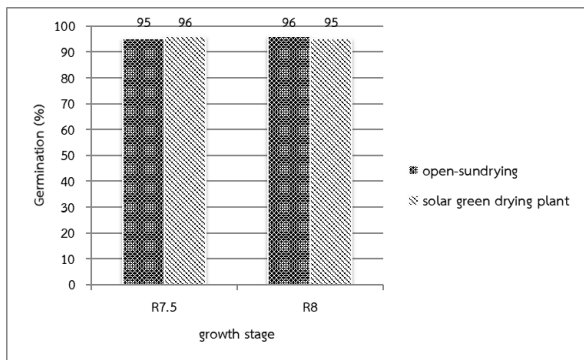 95 96 96 95
100
90
80
70
60
50
40
30
20
10
0
Germination (%)
R7.5 R8
growth stage
open-sundrying
solar green drying plant